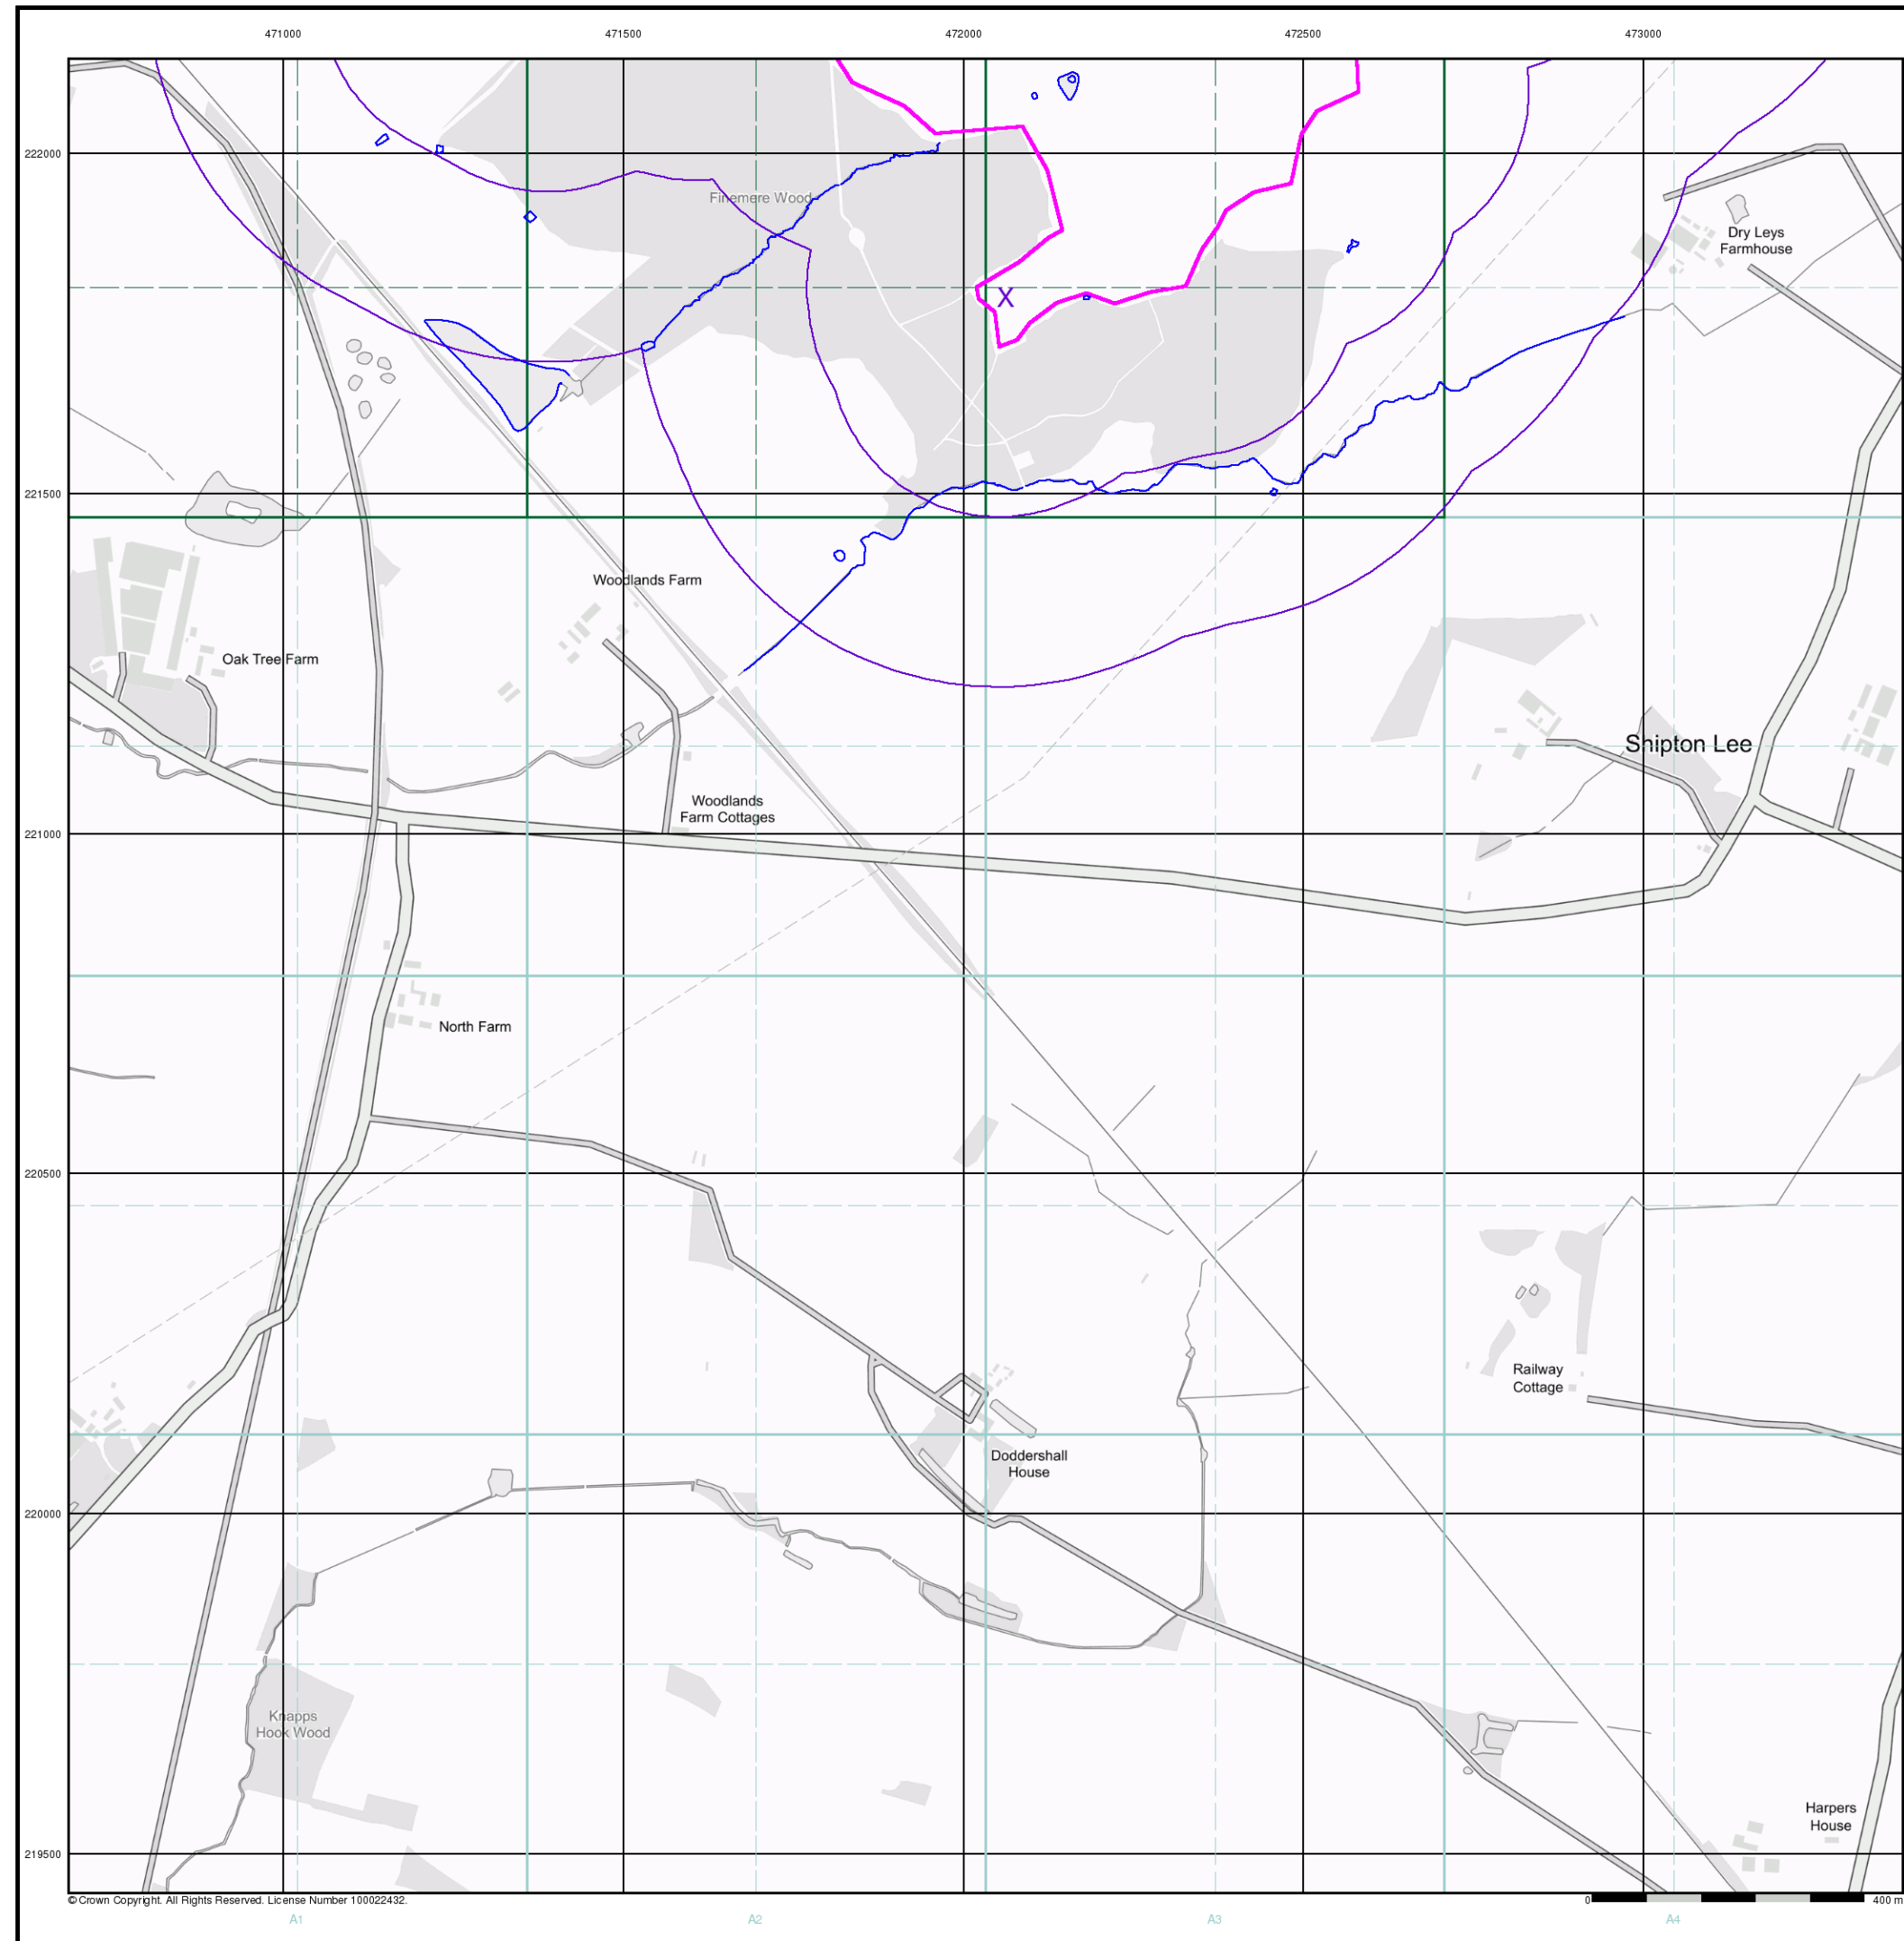 471000 471500 472000 472500 473000
222000
Finemere Wood
Dry Leys
Farmhouse
X
221500
Woodlands Farm
Oak Tree Farm
Shipton Lee
Woodlands
Farm Cottages
221000
North Farm
220500
Railway
Cottage
Doddershall
House
220000
Knapps
Hook Wood
Harpers
House
219500
© Crown Copyright. All Rights Reserved. License Number 100022432.
0 400 m
A1 A2 A3 A4